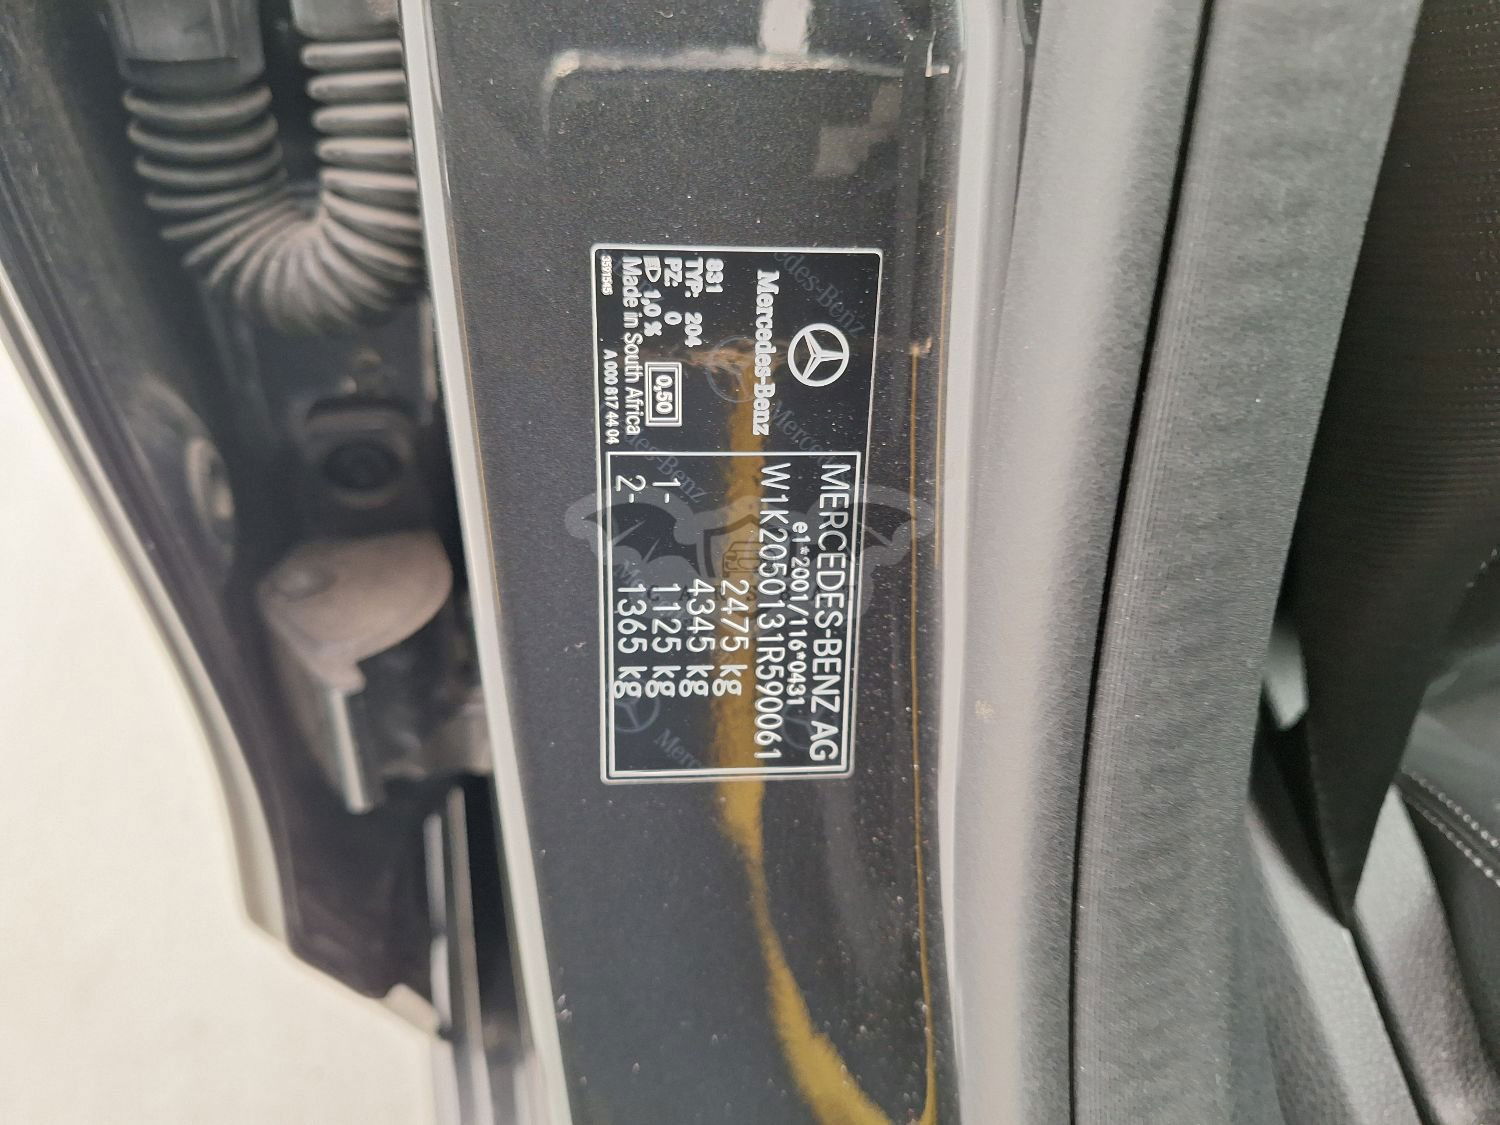 Mercedes-Benz
831
TYP: 204
PZ: 0
1,0 %
0,50
Made in South Africa
3591545
A 000 817 44 04
MERCEDES-BENZ AG
e1*2001/116*0431
W1K2050131R590061
2475 kg
4345 kg
1- 1125 kg
2- 1365 kg